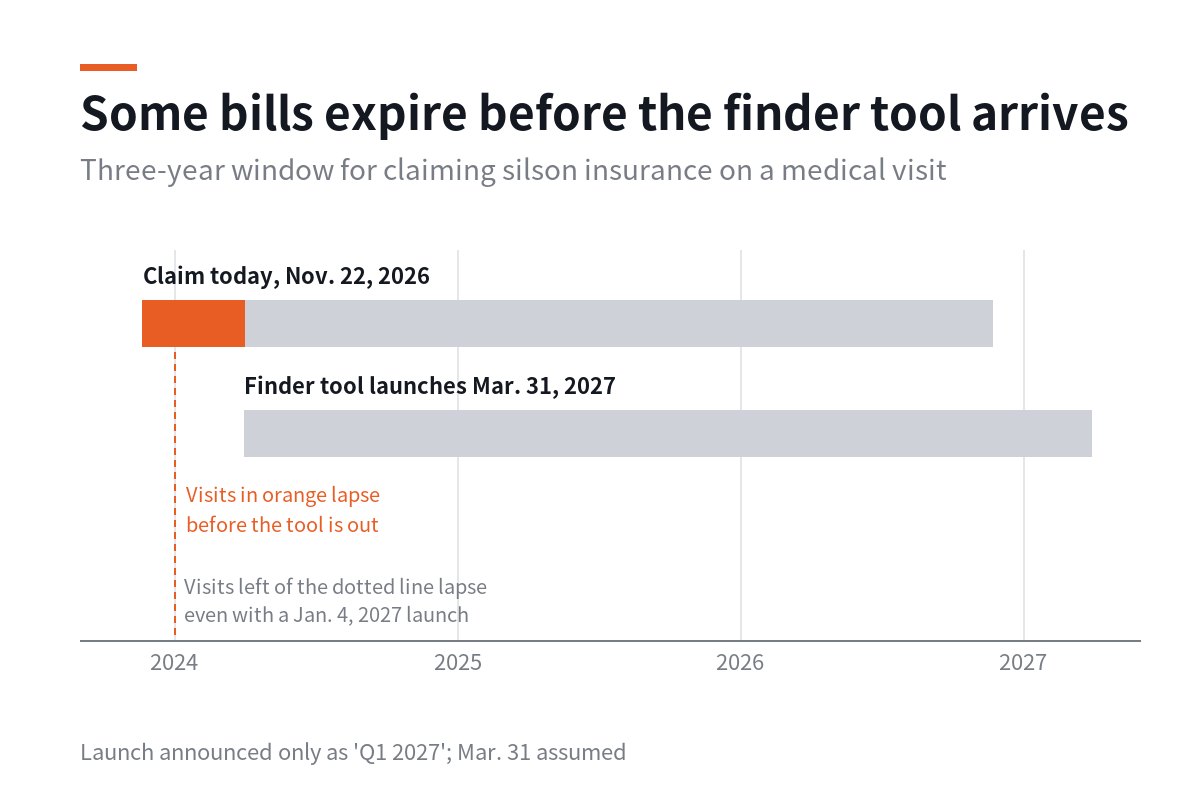 Some bills expire before the finder tool arrives
Three-year window for claiming silson insurance on a medical visit
Claim today, Nov. 22, 2026
Finder tool launches Mar. 31, 2027
Visits in orange lapse
before the tool is out
Visits left of the dotted line lapse
even with a Jan. 4, 2027 launch
2024
2025
2026
2027
Launch announced only as 'Q1 2027'; Mar. 31 assumed